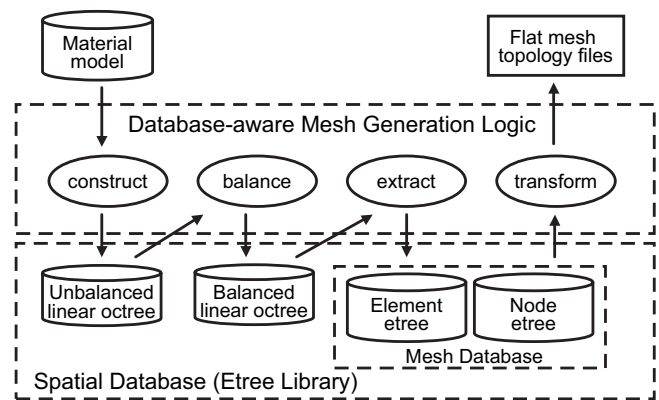 Material
model
Flat mesh
topology files
Database-aware Mesh Generation Logic
construct
balance
extract
transform
Unbalanced
linear octree
Balanced
linear octree
Element
etree
Node
etree
Mesh Database
Spatial Database (Etree Library)